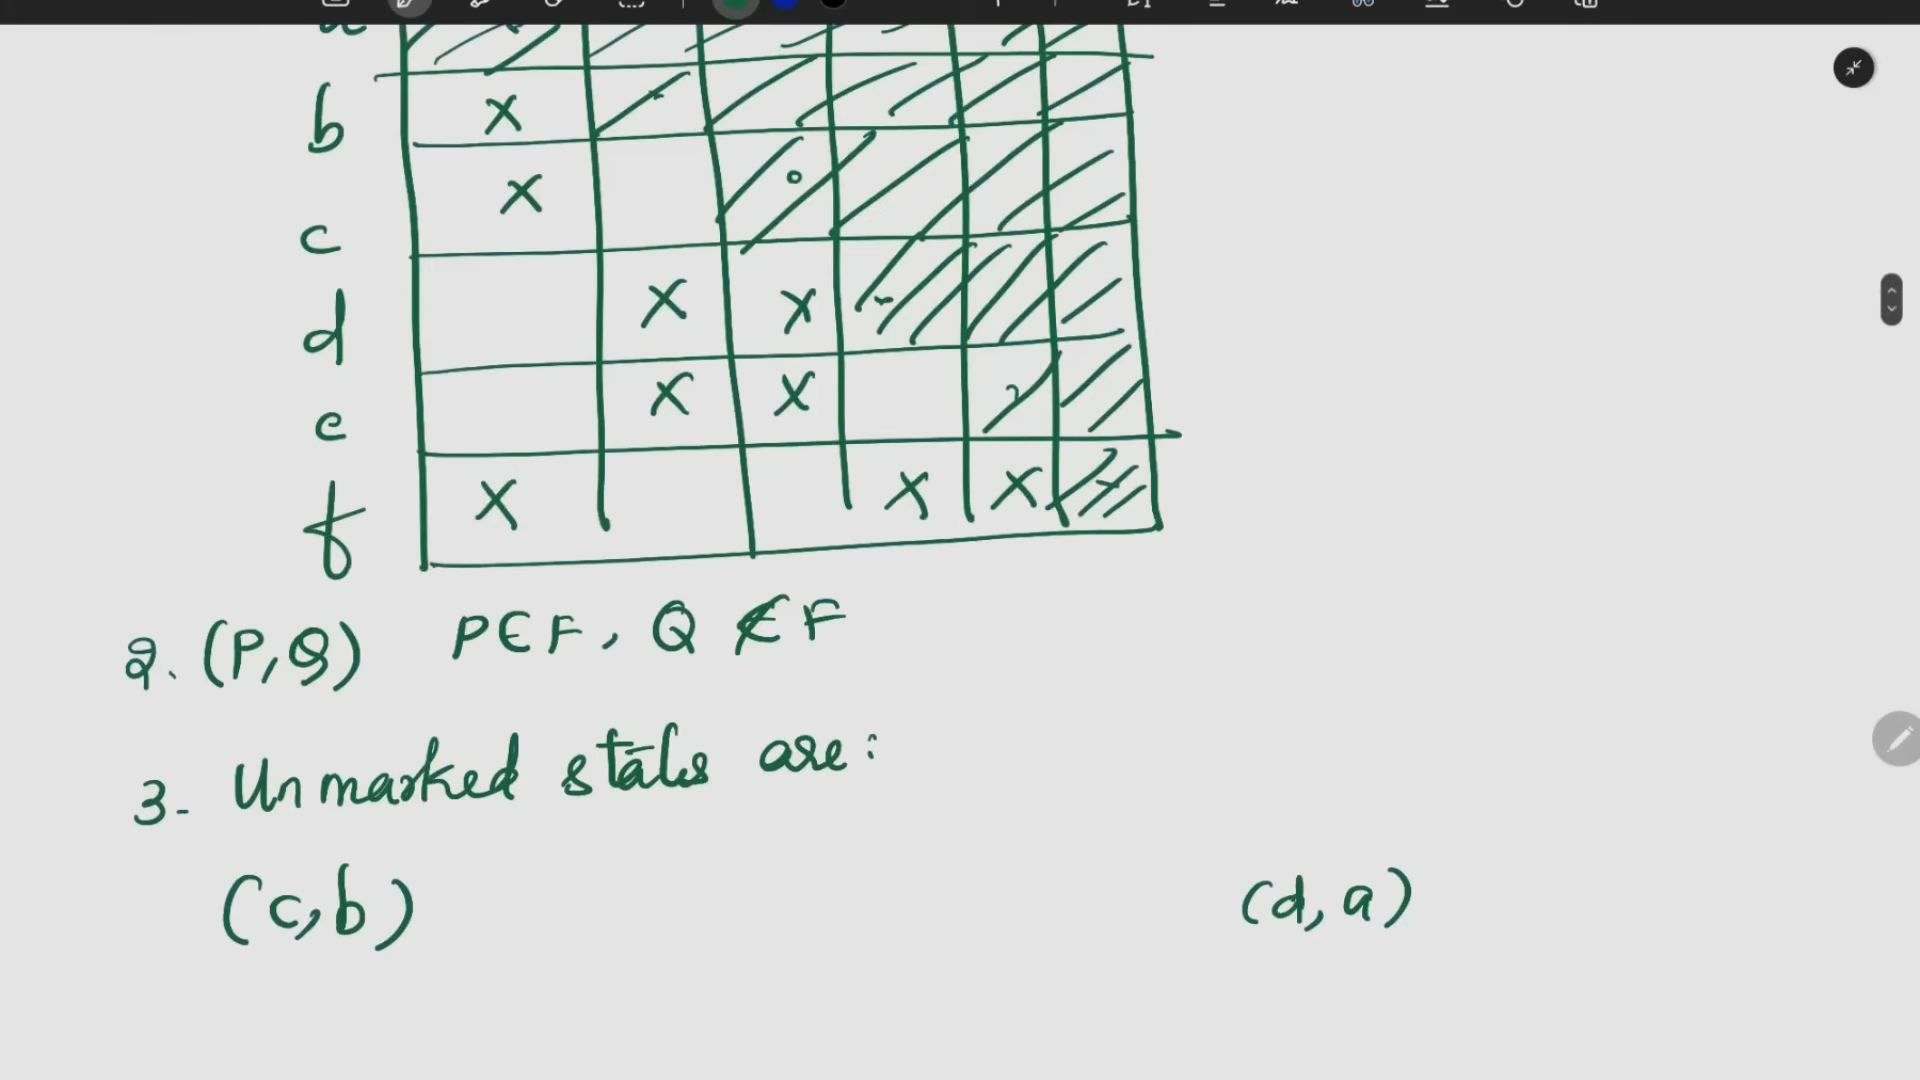 b X
c X
d X X
e X X
f X X X
2. (P,Q) P∈F, Q ∉ F
3- Unmarked states are:
(c,b) (d,a)